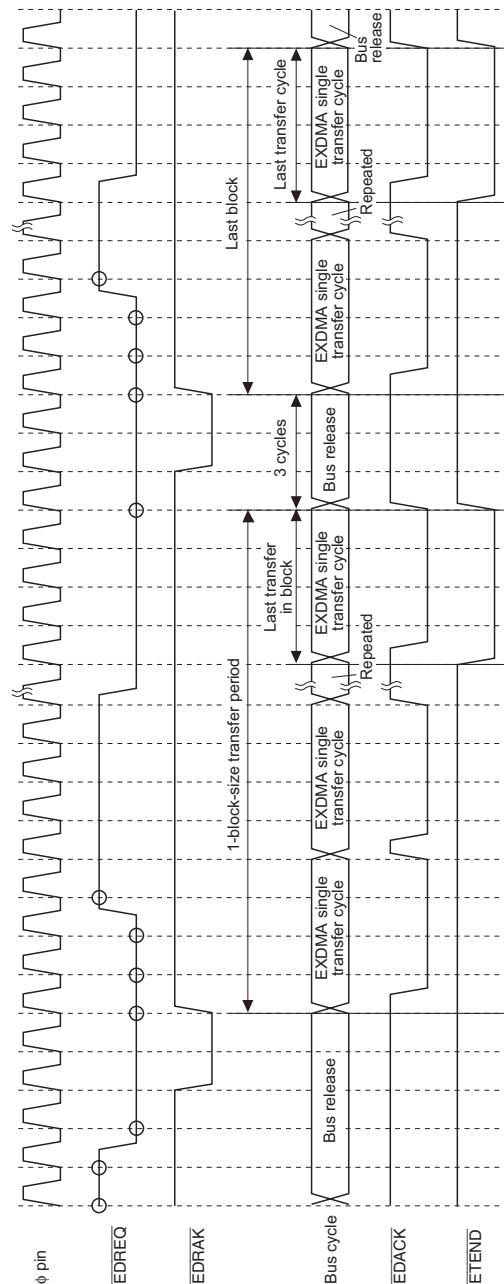 φ pin
EDREQ
EDRAK
1-block-size transfer period
Last block
Last transfer
in block
3 cycles
Last transfer cycle
Bus cycle
Bus release
EXDMA single
transfer cycle
EXDMA single
transfer cycle
Repeated
EXDMA single
transfer cycle
Bus release
EXDMA single
transfer cycle
Repeated
EXDMA single
transfer cycle
Bus
release
EDACK
ETEND